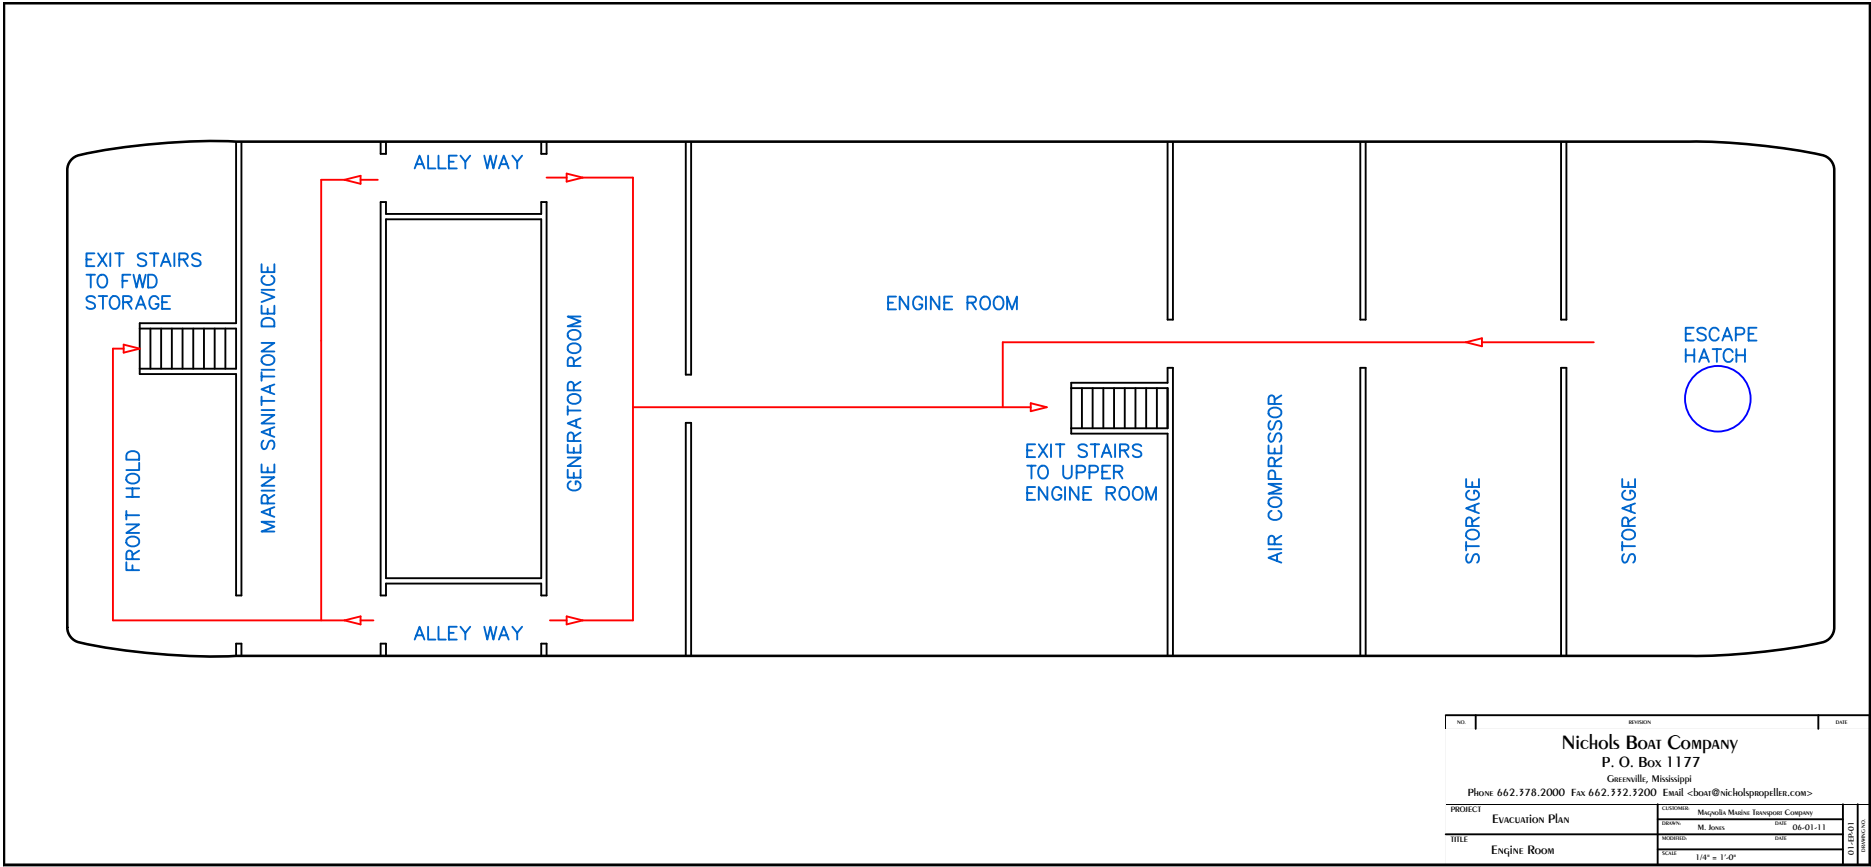 ALLEY WAY
EXIT STAIRS
TO FWD
STORAGE
MARINE SANITATION DEVICE
FRONT HOLD
GENERATOR ROOM
ALLEY WAY
ENGINE ROOM
EXIT STAIRS
TO UPPER
ENGINE ROOM
AIR COMPRESSOR
STORAGE
STORAGE
ESCAPE
HATCH
NO. REVISION DATE
Nichols Boat Company
P. O. Box 1177
Greenville, Mississippi
Phone 662.378.2000 Fax 662.332.3200 Email <boat@nicholspropeller.com>
PROJECT
Evacuation Plan
CUSTOMER: Magnolia Marine Transport Company
DRAWN: M. Jones DATE 06-01-11
TITLE
Engine Room
MODIFIED: DATE
SCALE 1/4" = 1'-0"
01-EP-01
DRAWING NO.